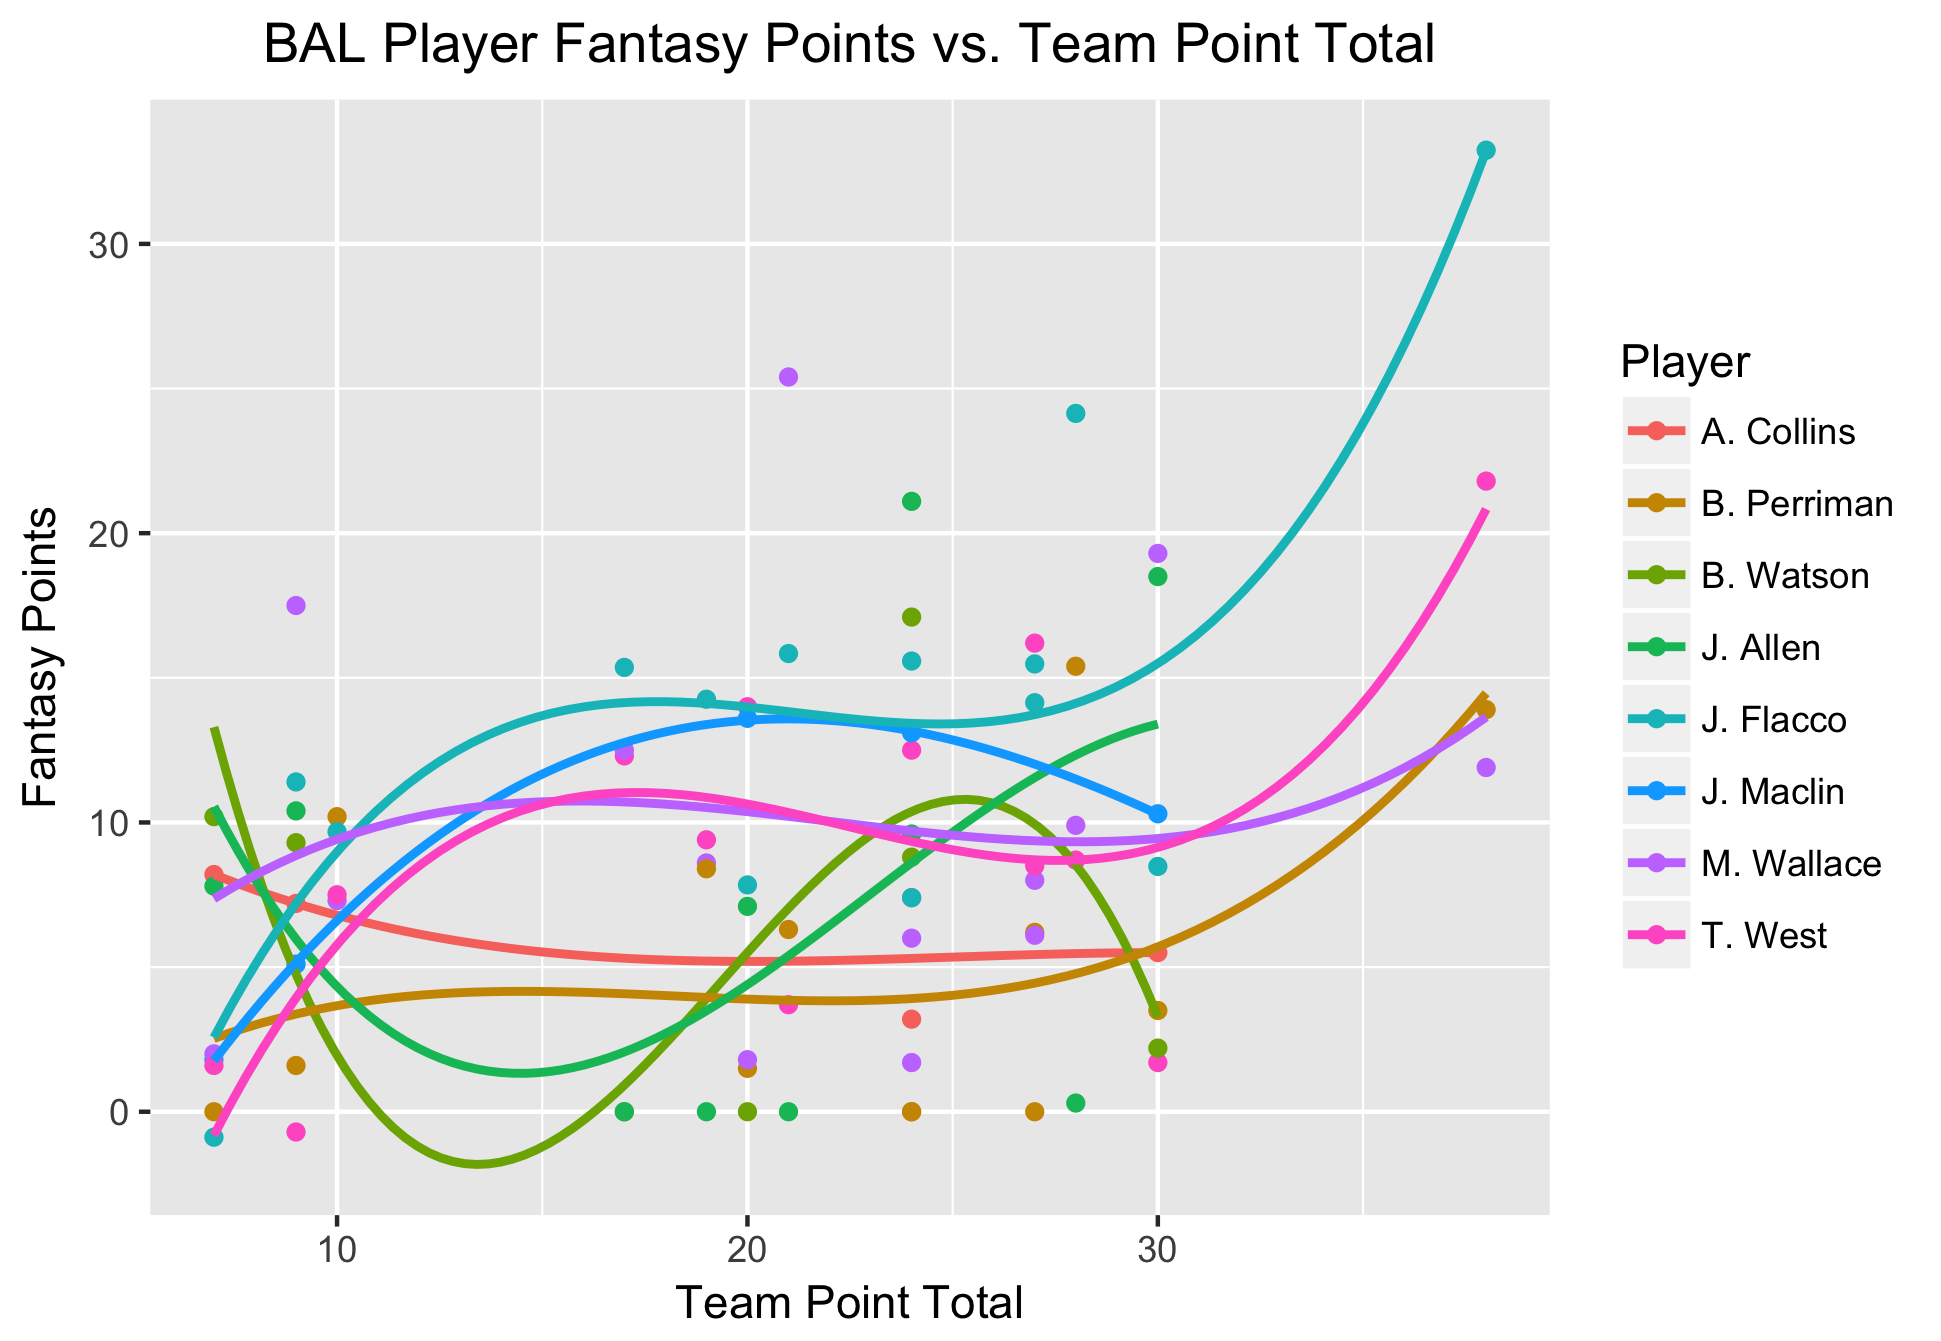 BAL Player Fantasy Points vs. Team Point Total
Fantasy Points
30
20
10
0
10
20
30
Team Point Total
Player
A. Collins
B. Perriman
B. Watson
J. Allen
J. Flacco
J. Maclin
M. Wallace
T. West